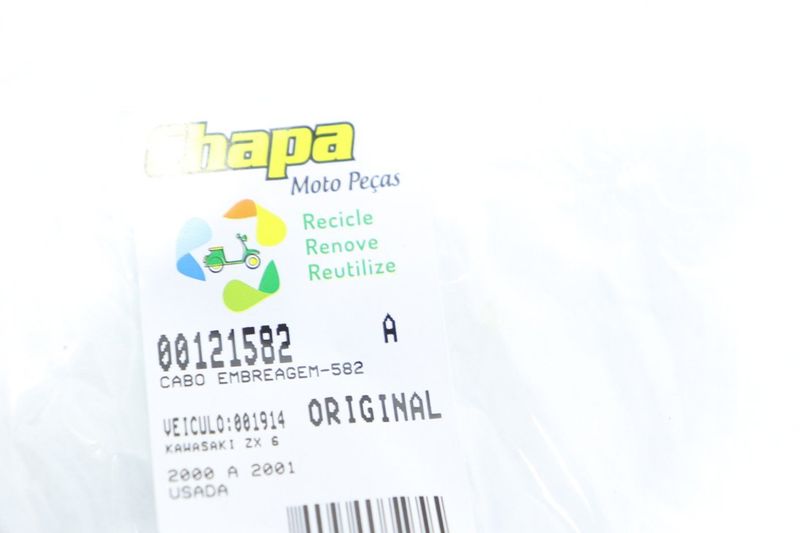 Chapa
Moto Peças
Recicle
Renove
Reutilize
00121582 A
CABO EMBREAGEM-582
VEICULO:001914 ORIGINAL
KAWASAKI ZX 6
2000 A 2001
USADA